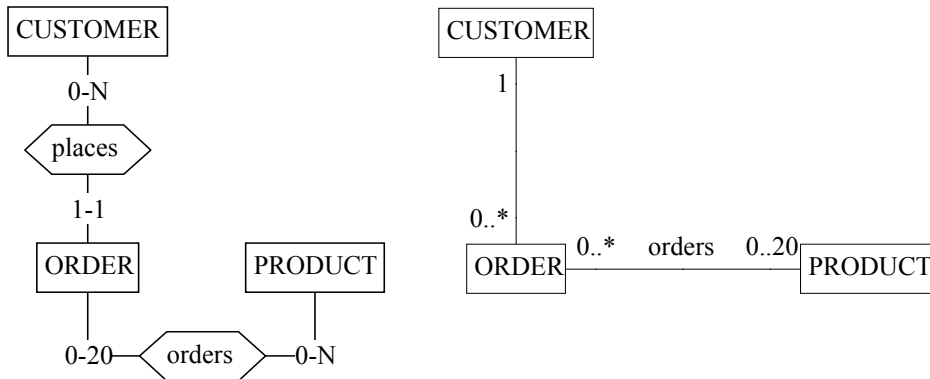 CUSTOMER
0-N
places
1-1
ORDER
PRODUCT
0-20
orders
0-N
CUSTOMER
1
0..*
0..* orders 0..20
ORDER
PRODUCT